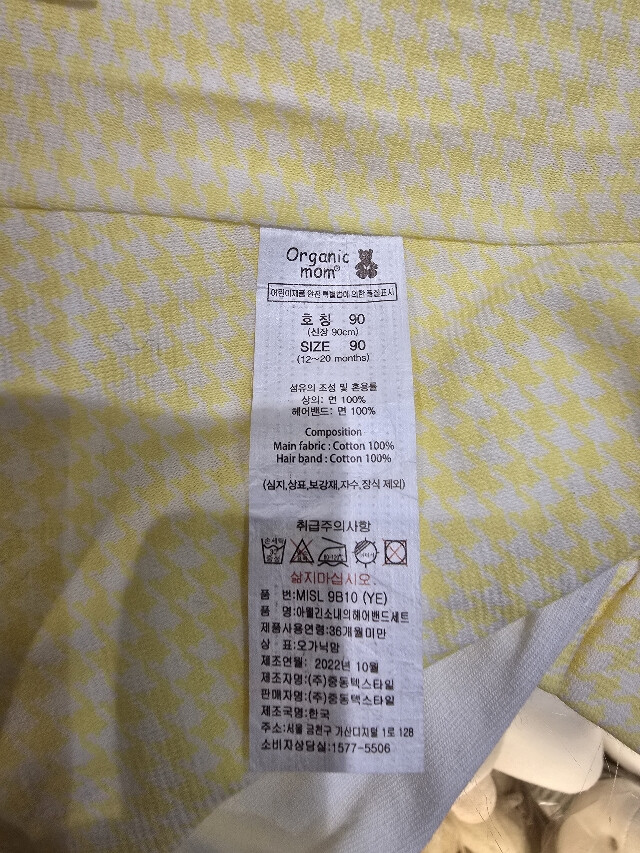 Organic
mom®
어린이제품 안전 특별법에 의한 품질표시
호칭 90
(신장 90cm)
SIZE 90
(12~20 months)
섬유의 조성 및 혼용률
상의: 면 100%
헤어밴드: 면 100%
Composition
Main fabric : Cotton 100%
Hair band : Cotton 100%
(심지,상표,보강재,자수,장식 제외)
취급주의사항
손세탁
중성
80~120℃
삶지마십시오
품 번:MISL 9B10 (YE)
품 명:아웰긴소내의헤어밴드세트
제품사용연령:36개월미만
상 표:오가닉맘
제조연월: 2022년 10월
제조자명:(주)중동텍스타일
판매자명:(주)중동텍스타일
제조국명:한국
주소:서울 금천구 가산디지털 1로 128
소비자상담실:1577-5506